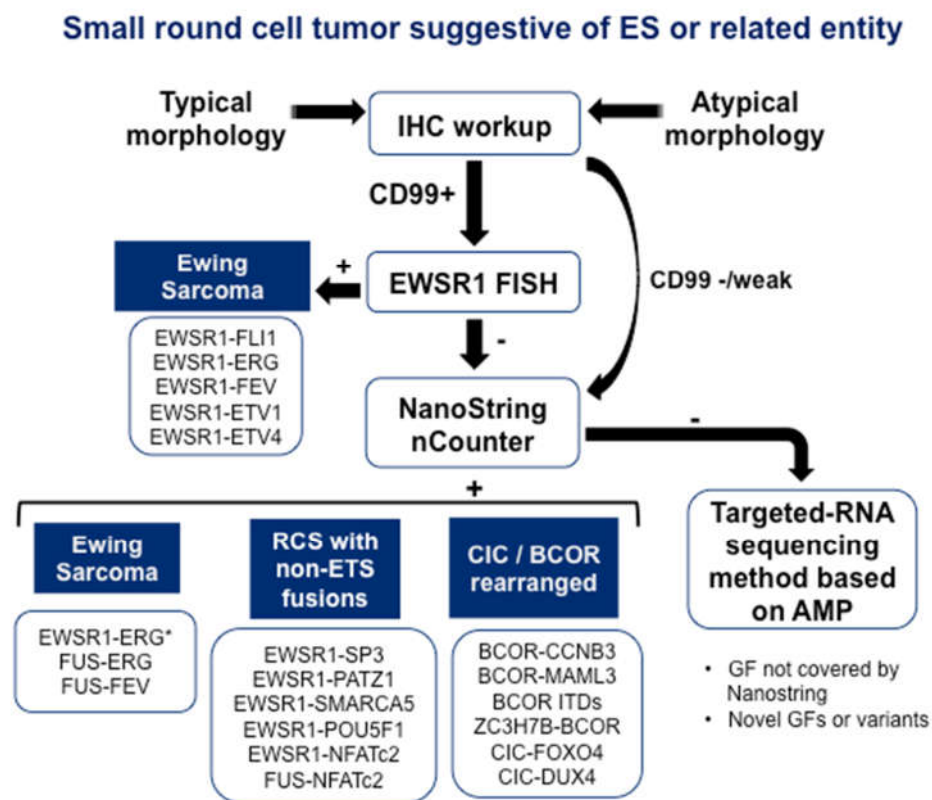 Small round cell tumor suggestive of ES or related entity
Typical
morphology
IHC workup
Atypical
morphology
CD99+
CD99 -/weak
Ewing
Sarcoma
+
EWSR1 FISH
EWSR1-FLI1
EWSR1-ERG
EWSR1-FEV
EWSR1-ETV1
EWSR1-ETV4
-
NanoString
nCounter
-
+
Targeted-RNA
sequencing
method based
on AMP
• GF not covered by
Nanostring
• Novel GFs or variants
Ewing
Sarcoma
EWSR1-ERG*
FUS-ERG
FUS-FEV
RCS with
non-ETS
fusions
EWSR1-SP3
EWSR1-PATZ1
EWSR1-SMARCA5
EWSR1-POU5F1
EWSR1-NFATc2
FUS-NFATc2
CIC / BCOR
rearranged
BCOR-CCNB3
BCOR-MAML3
BCOR ITDs
ZC3H7B-BCOR
CIC-FOXO4
CIC-DUX4